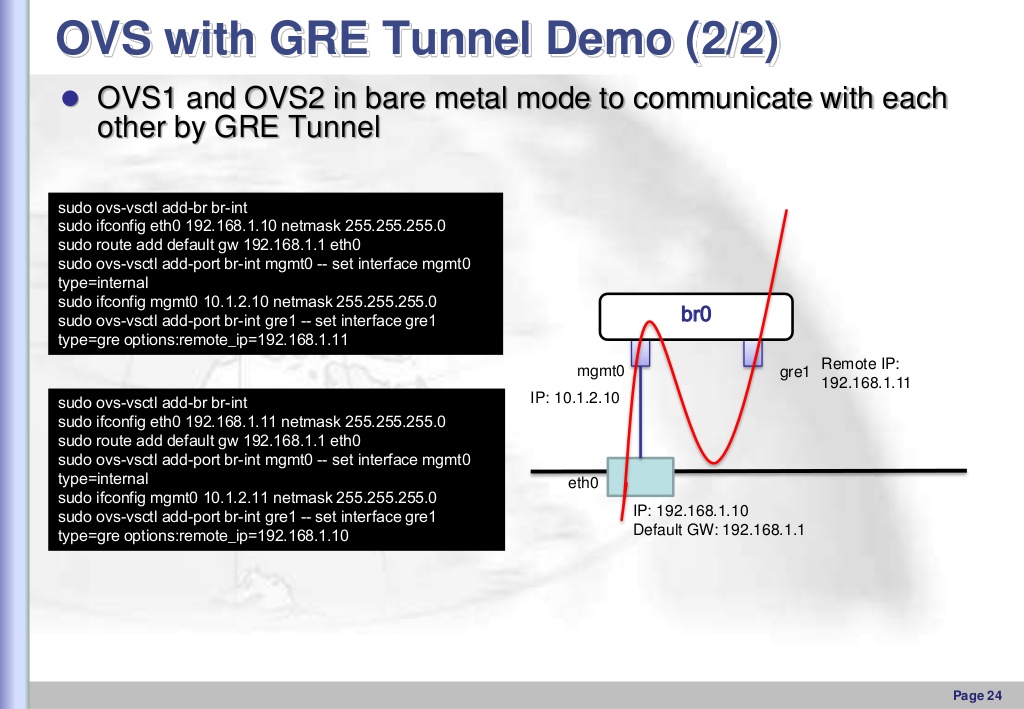 OVS with GRE Tunnel Demo (2/2)
OVS1 and OVS2 in bare metal mode to communicate with each
other by GRE Tunnel
sudo ovs-vsctl add-br br-int
sudo ifconfig eth0 192.168.1.10 netmask 255.255.255.0
sudo route add default gw 192.168.1.1 eth0
sudo ovs-vsctl add-port br-int mgmt0 -- set interface mgmt0
type=internal
sudo ifconfig mgmt0 10.1.2.10 netmask 255.255.255.0
sudo ovs-vsctl add-port br-int gre1 -- set interface gre1
type=gre options:remote_ip=192.168.1.11
sudo ovs-vsctl add-br br-int
sudo ifconfig eth0 192.168.1.11 netmask 255.255.255.0
sudo route add default gw 192.168.1.1 eth0
sudo ovs-vsctl add-port br-int mgmt0 -- set interface mgmt0
type=internal
sudo ifconfig mgmt0 10.1.2.11 netmask 255.255.255.0
sudo ovs-vsctl add-port br-int gre1 -- set interface gre1
type=gre options:remote_ip=192.168.1.10
br0
mgmt0
gre1
Remote IP:
192.168.1.11
IP: 10.1.2.10
eth0
IP: 192.168.1.10
Default GW: 192.168.1.1
Page 24